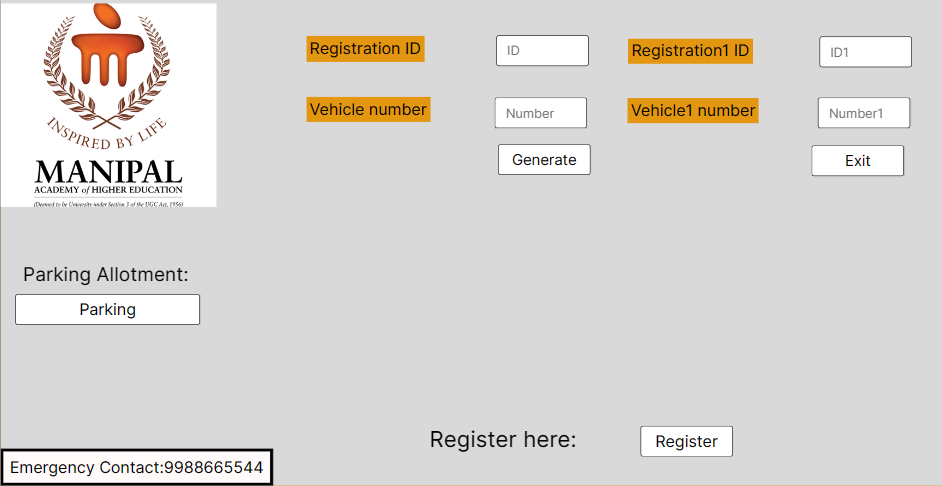 INSPIRED BY LIFE
MANIPAL
ACADEMY of HIGHER EDUCATION
(Deemed to be University under Section 3 of the UGC Act, 1956)
Registration ID
ID
Registration1 ID
ID1
Vehicle number
Number
Vehicle1 number
Number1
Generate
Exit
Parking Allotment:
Parking
Register here:
Register
Emergency Contact:9988665544